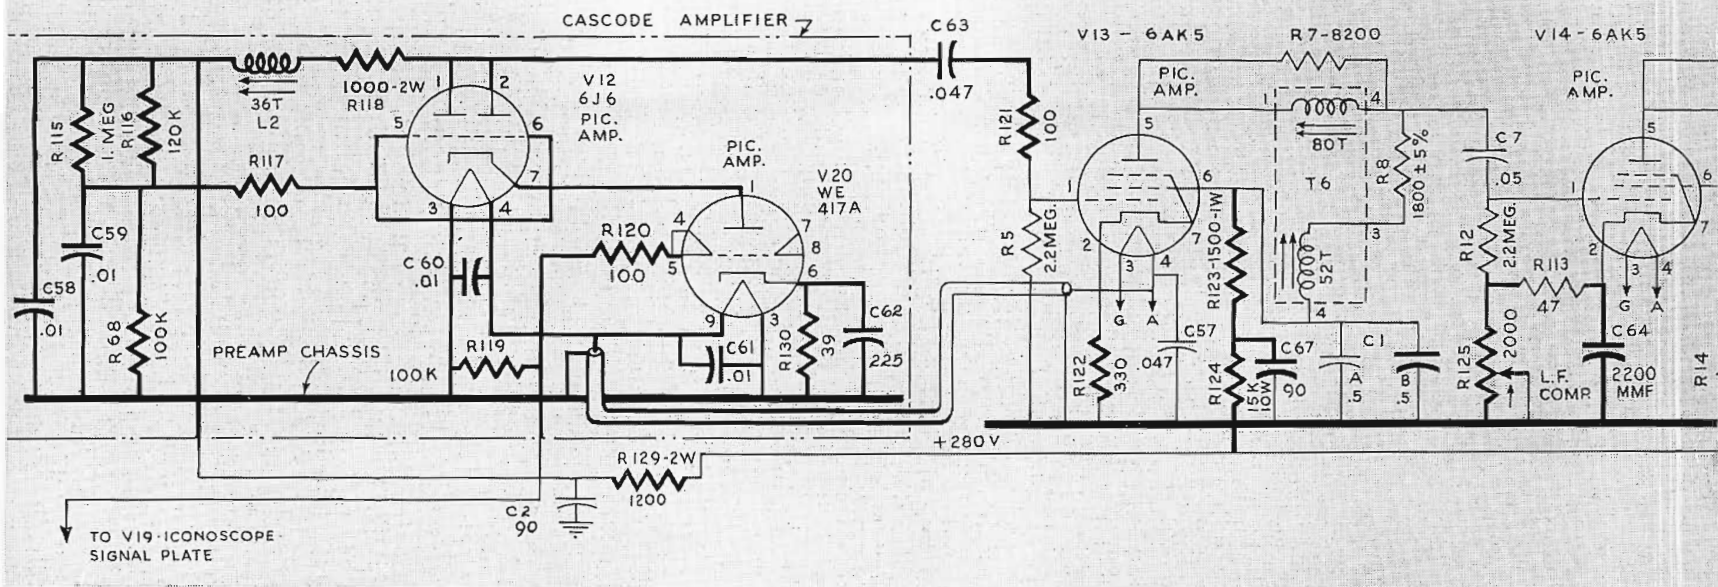 CASCODE AMPLIFIER
C63
.047
V13 - 6AK5
R7-8200
V14-6AK5
PIC.
AMP.
PIC.
AMP.
1000-2W
R118
36T
L2
V12
6J6
PIC.
AMP.
1
2
5
6
7
3
4
R115
1.MEG
R116
120K
R117
100
C59
.01
C58
.01
R68
100K
PREAMP CHASSIS
C60
.01
R119
100K
R120
100
PIC.
AMP.
V20
WE
417A
1
4
5
7
8
6
9
3
C61
.01
R130
39
C62
225
R121
100
R5
2.2MEG.
1
5
6
7
2
3
4
G
A
R122
330
C57
.047
R123-1500-1W
R124
15K
10W
C67
90
1
4
80T
T6
52T
3
4
R8
1800±5%
C7
.05
C1
A
.5
B
.5
R12
2.2MEG.
R113
47
R125
2000
L.F.
COMP.
C64
2200
MMF
1
5
6
7
2
3
4
G
A
R14
+280V
R129-2W
1200
C2
90
TO V19-ICONOSCOPE-
SIGNAL PLATE